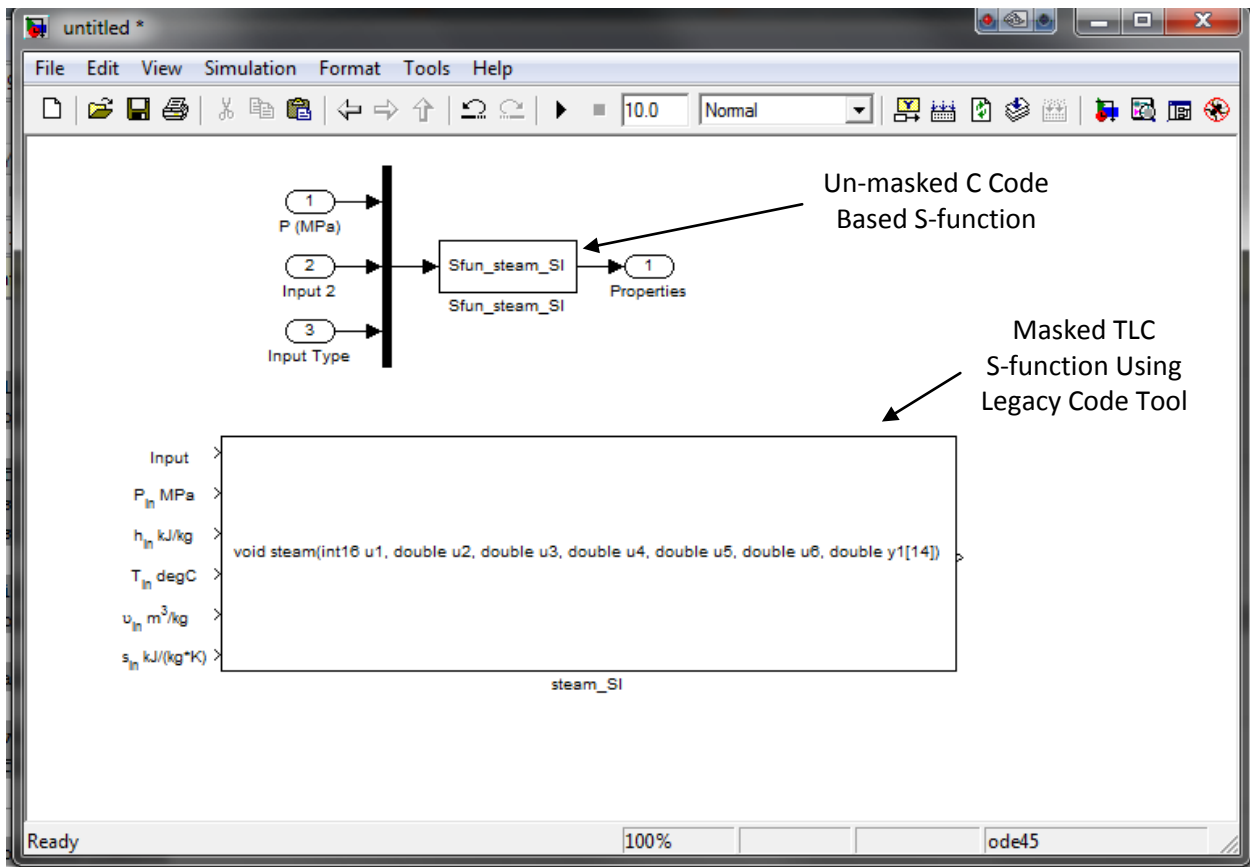 untitled *
File Edit View Simulation Format Tools Help
10.0 Normal
Un-masked C Code
Based S-function
1
P (MPa)
2
Input 2
3
Input Type
Sfun_steam_SI
Sfun_steam_SI
1
Properties
Masked TLC
S-function Using
Legacy Code Tool
Input
P_in MPa
h_in kJ/kg
T_in degC
υ_in m^3/kg
s_in kJ/(kg*K)
void steam(int16 u1, double u2, double u3, double u4, double u5, double u6, double y1[14])
steam_SI
Ready 100% ode45